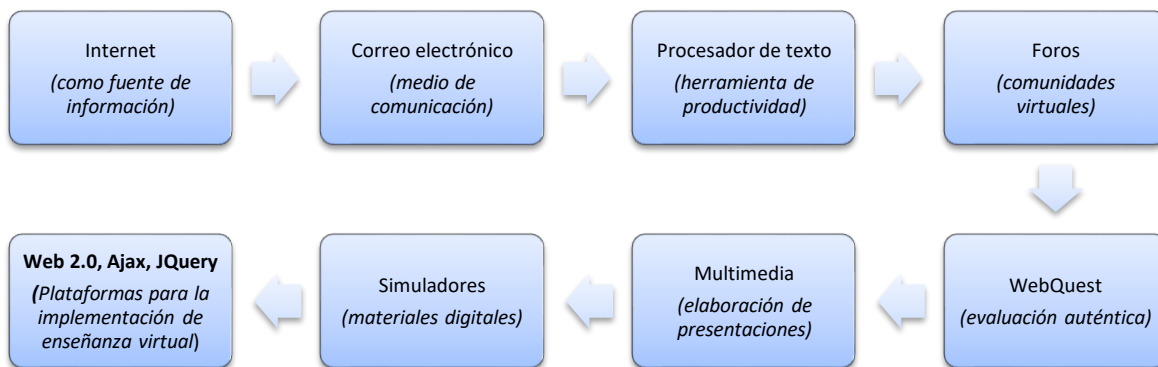 Internet
(como fuente de
información)
Correo electrónico
(medio de
comunicación)
Procesador de texto
(herramienta de
productividad)
Foros
(comunidades
virtuales)
WebQuest
(evaluación auténtica)
Multimedia
(elaboración de
presentaciones)
Simuladores
(materiales digitales)
Web 2.0, Ajax, JQuery
(Plataformas para la
implementación de
enseñanza virtual)